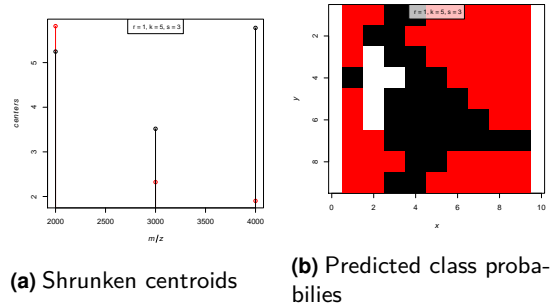 r = 1, k = 5, s = 3
centers
5
4
3
2
2000 2500 3000 3500 4000
m/z
(a) Shrunken centroids
r = 1, k = 5, s = 3
y
2
4
6
8
0 2 4 6 8 10
x
(b) Predicted class proba-
bilies